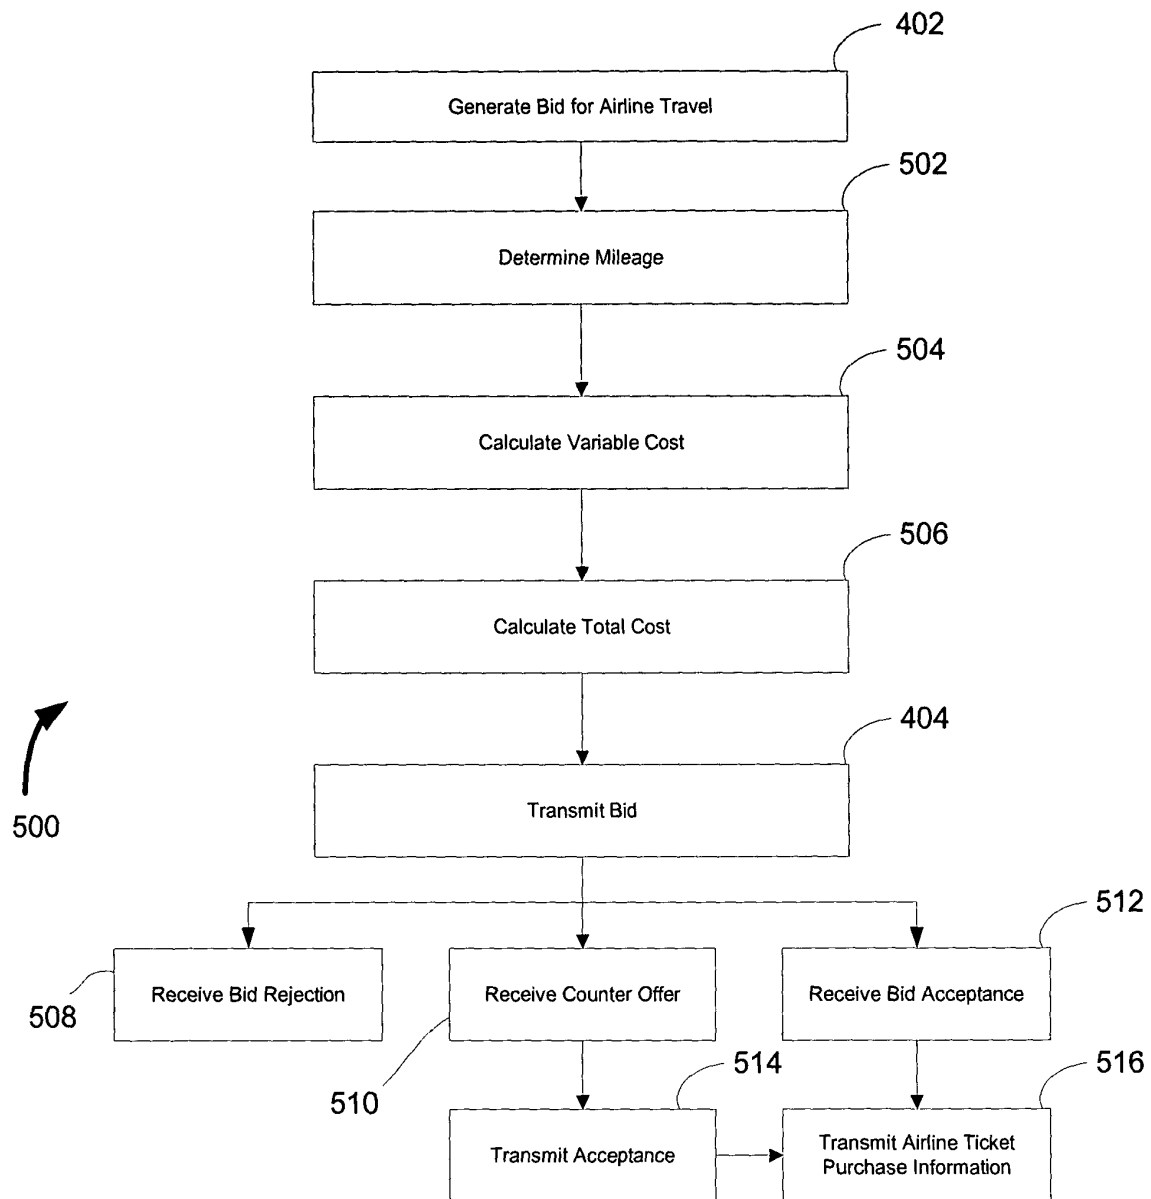 402
Generate Bid for Airline Travel
502
Determine Mileage
504
Calculate Variable Cost
506
Calculate Total Cost
404
Transmit Bid
500
512
Receive Bid Rejection
Receive Counter Offer
Receive Bid Acceptance
508
510
514
516
Transmit Acceptance
Transmit Airline Ticket
Purchase Information